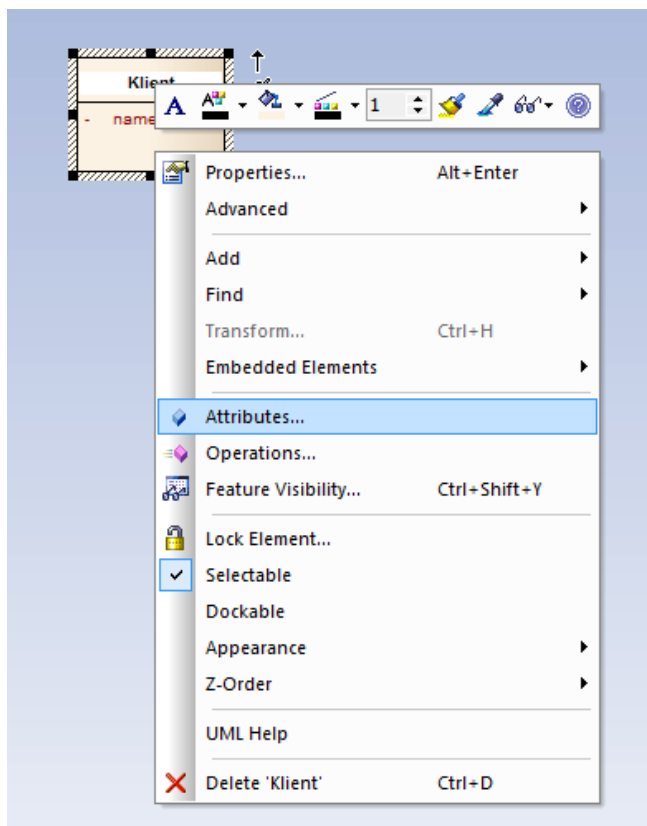 Klient
- name
A 1
Properties... Alt+Enter
Advanced
Add
Find
Transform... Ctrl+H
Embedded Elements
Attributes...
Operations...
Feature Visibility... Ctrl+Shift+Y
Lock Element...
Selectable
Dockable
Appearance
Z-Order
UML Help
Delete 'Klient' Ctrl+D